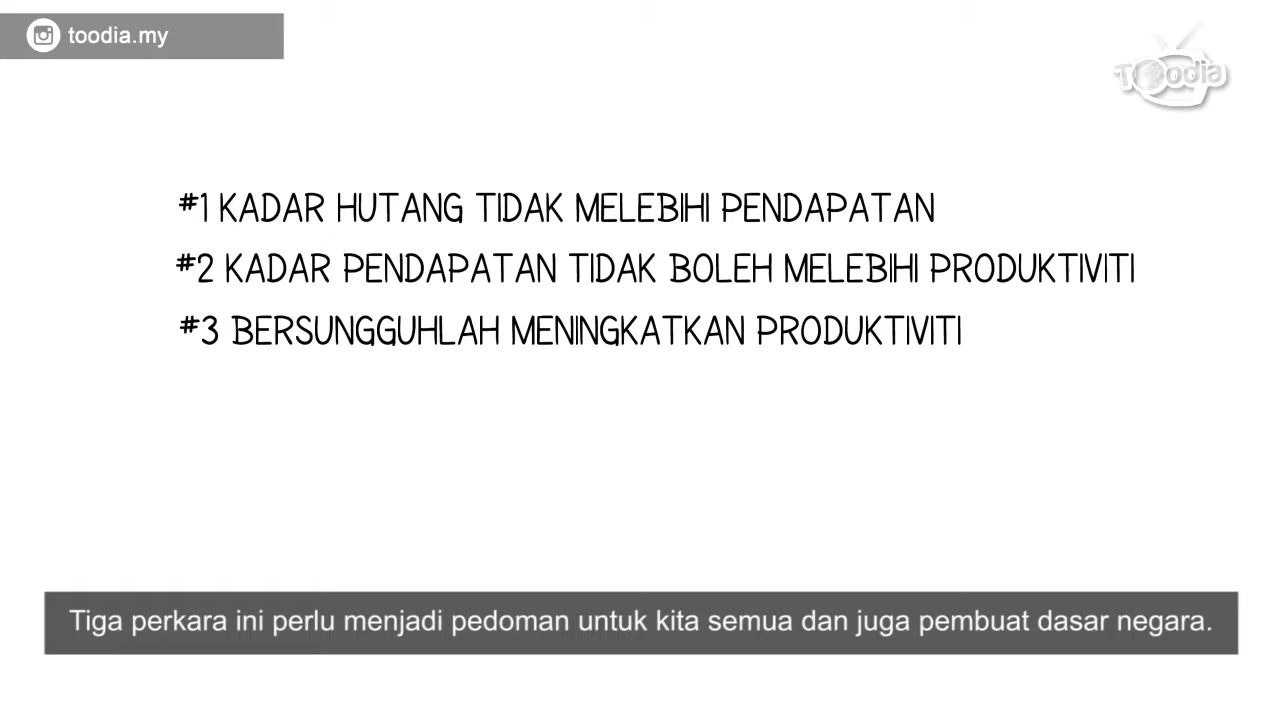 toodia.my
Toodia
#1 KADAR HUTANG TIDAK MELEBIHI PENDAPATAN
#2 KADAR PENDAPATAN TIDAK BOLEH MELEBIHI PRODUKTIVITI
#3 BERSUNGGUHLAH MENINGKATKAN PRODUKTIVITI
Tiga perkara ini perlu menjadi pedoman untuk kita semua dan juga pembuat dasar negara.